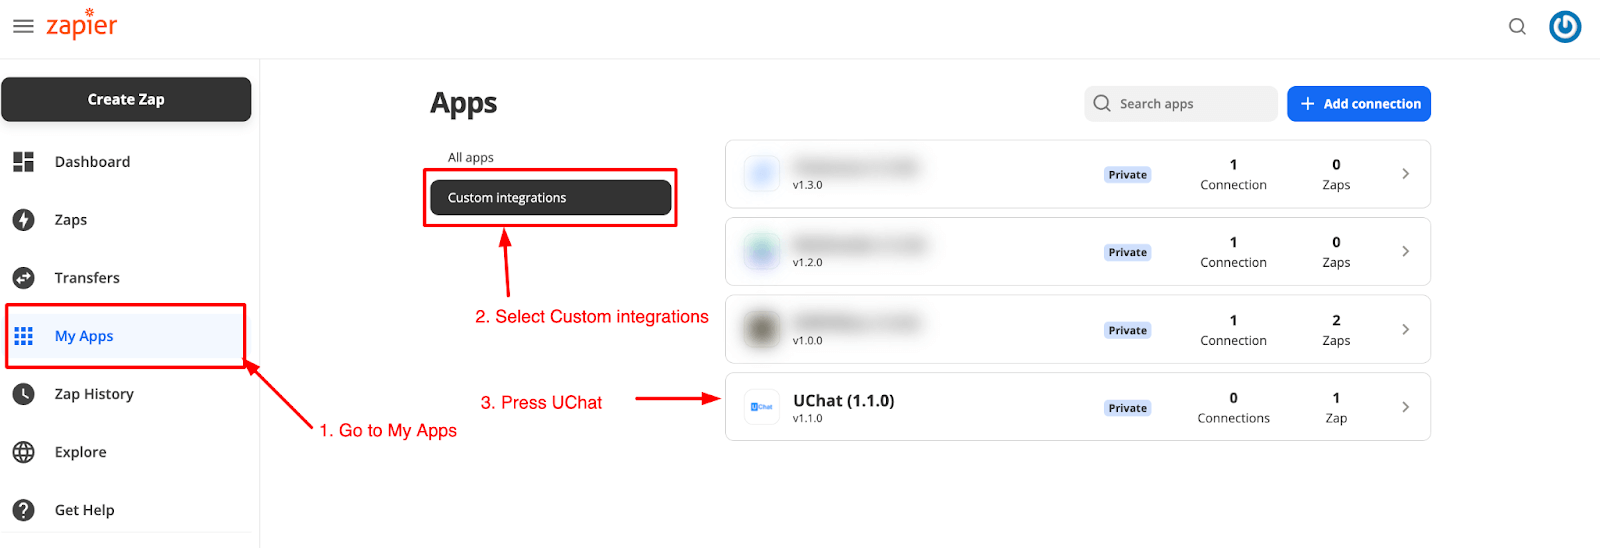 zapier
Create Zap
Dashboard
Zaps
Transfers
My Apps
Zap History
Explore
Get Help
1. Go to My Apps
Apps
Search apps
+ Add connection
All apps
Custom integrations
2. Select Custom integrations
3. Press UChat
v1.3.0
Private
1
Connection
0
Zaps
v1.2.0
Private
1
Connection
0
Zaps
v1.0.0
Private
1
Connection
2
Zaps
UChat
UChat (1.1.0)
v1.1.0
Private
0
Connections
1
Zap